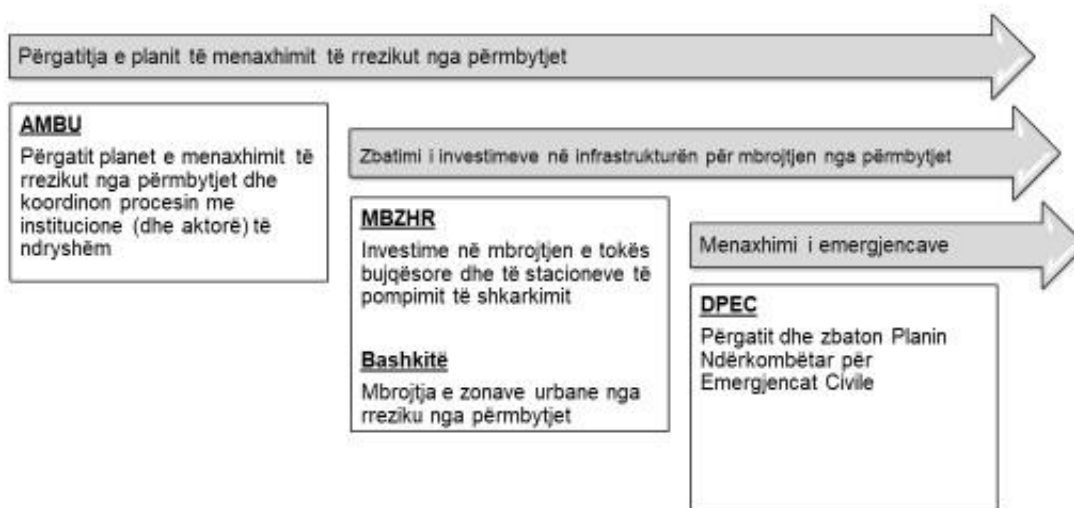 Përgatitja e planit të menaxhimit të rrezikut nga përmbytjet
AMBU
Përgatit planet e menaxhimit të
rrezikut nga përmbytjet dhe
koordinon procesin me
institucione (dhe aktorë) të
ndryshëm
Zbatimi i investimeve në infrastrukturën për mbrojtjen nga përmbytjet
MBZHR
Investime në mbrojtjen e tokës
bujqësore dhe të stacioneve të
pompimit të shkarkimit
Bashkitë
Mbrojtja e zonave urbane nga
rreziku nga përmbytjet
Menaxhimi i emergjencave
DPEC
Përgatit dhe zbaton Planin
Ndërkombëtar për
Emergjencat Civile